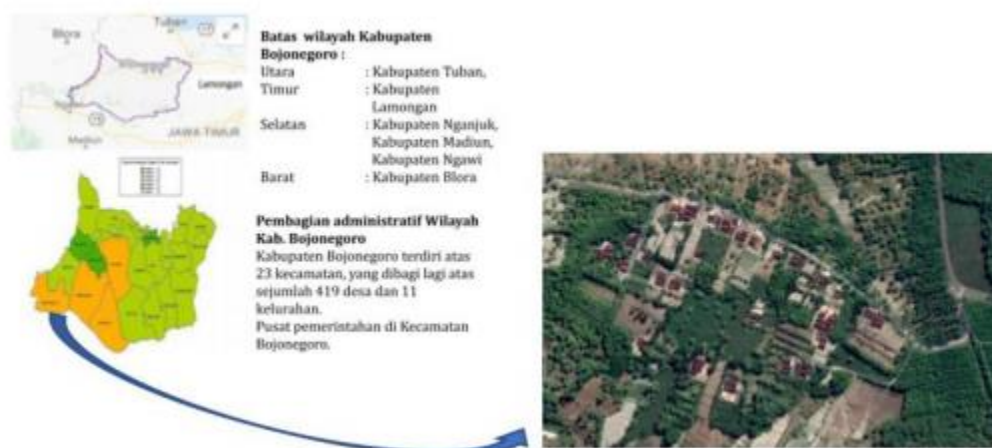 Blora
Tuban
Lamongan
JAWA TIMUR
Madiun
Batas wilayah Kabupaten
Bojonegoro :
Utara : Kabupaten Tuban,
Timur : Kabupaten
Lamongan
Selatan : Kabupaten Nganjuk,
Kabupaten Madiun,
Kabupaten Ngawi
Barat : Kabupaten Blora
Pembagian administratif Wilayah
Kab. Bojonegoro
Kabupaten Bojonegoro terdiri atas
23 kecamatan, yang dibagi lagi atas
sejumlah 419 desa dan 11
kelurahan.
Pusat pemerintahan di Kecamatan
Bojonegoro.